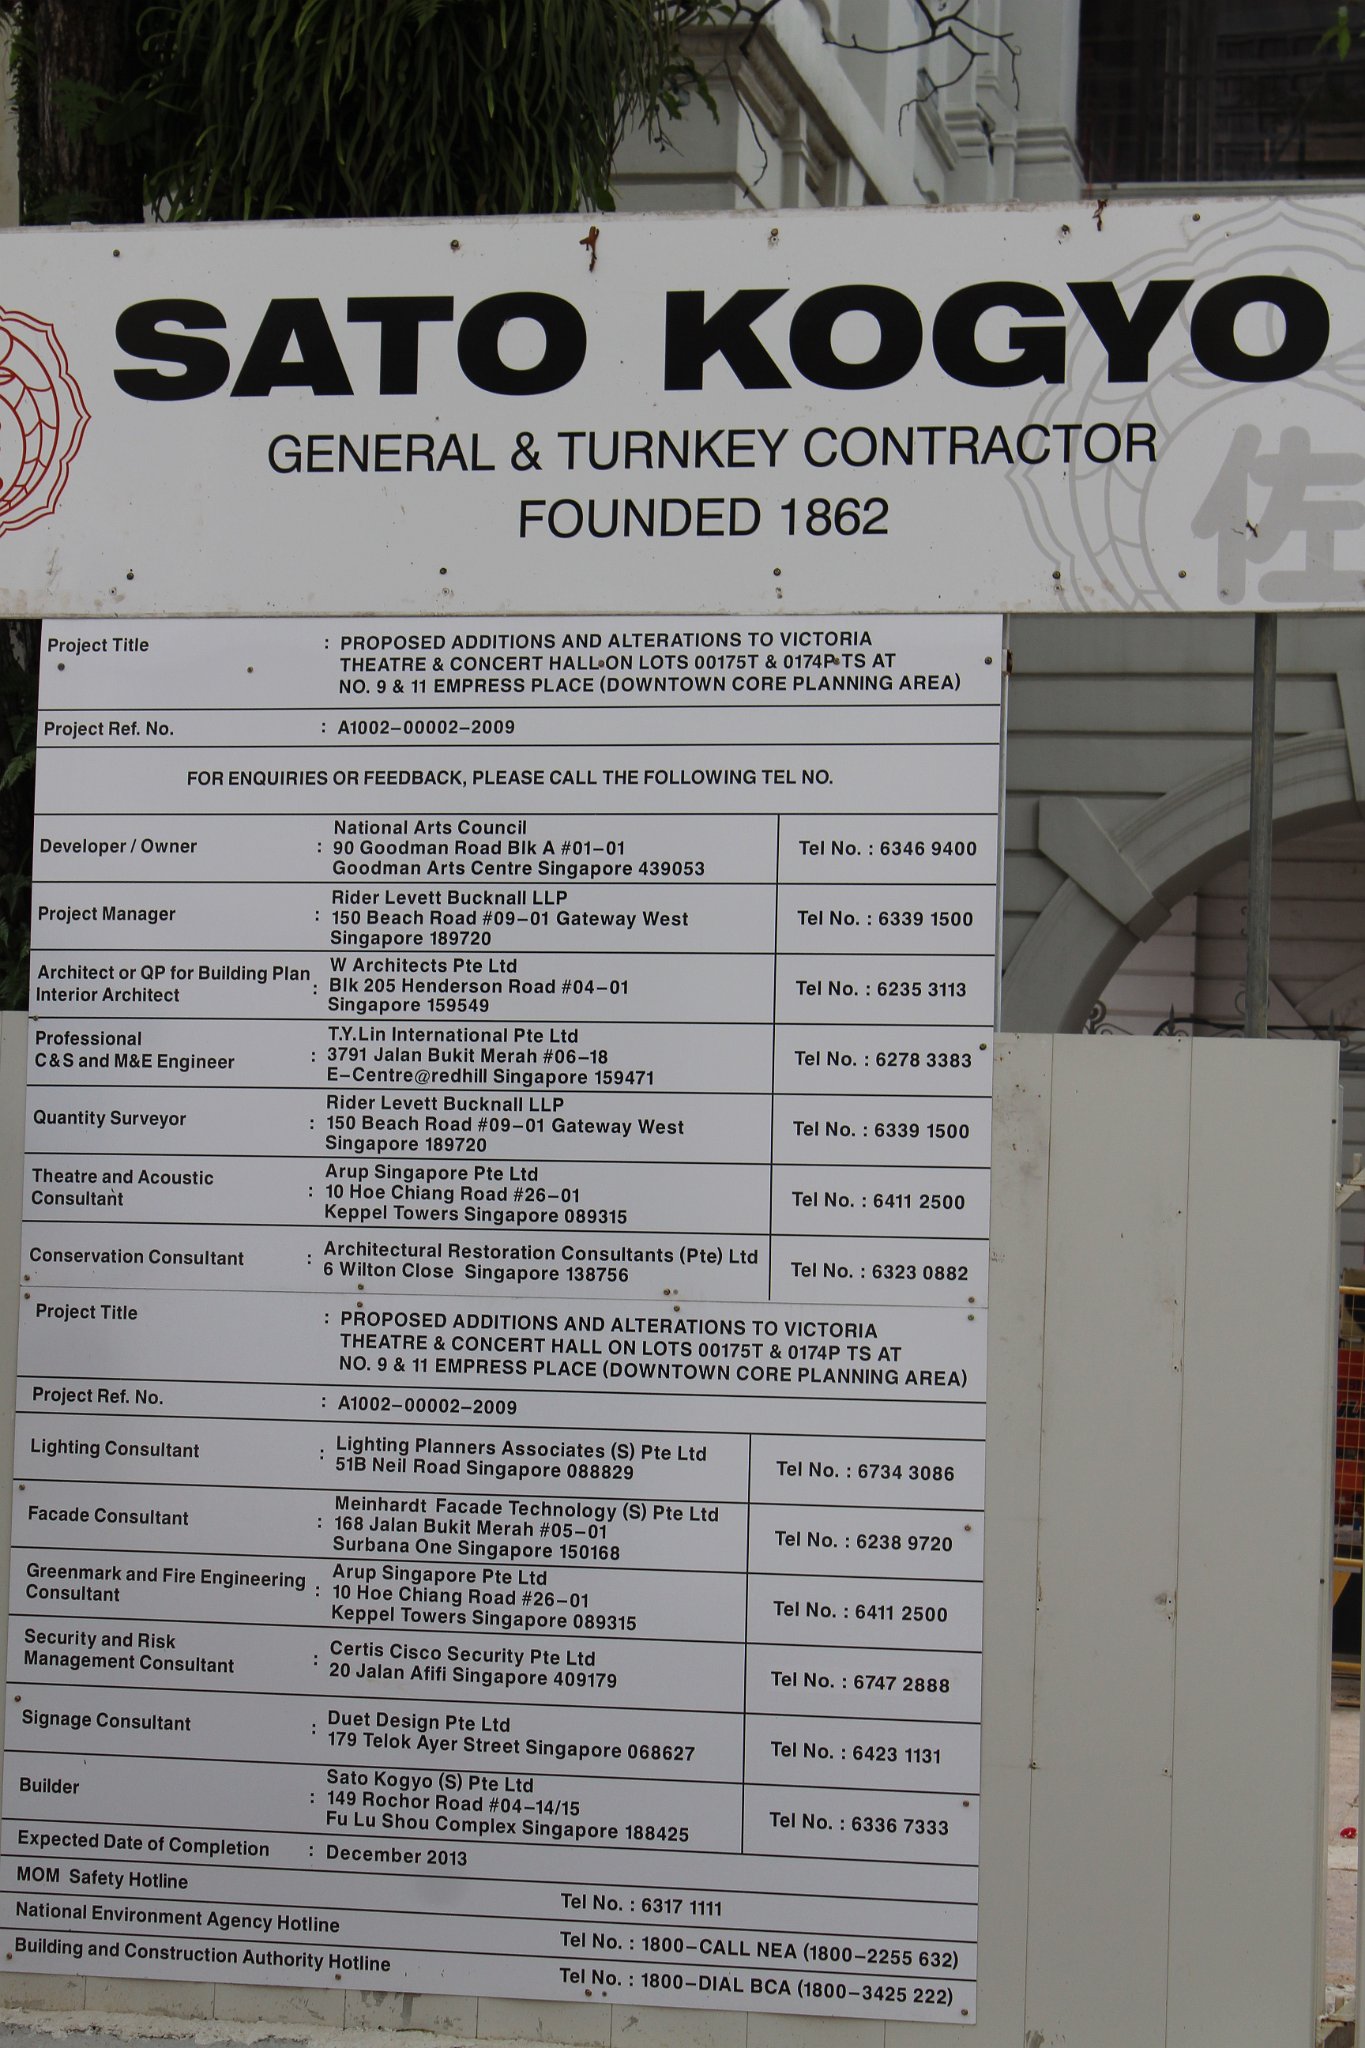 SATO KOGYO
GENERAL & TURNKEY CONTRACTOR
FOUNDED 1862
佐
Project Title : PROPOSED ADDITIONS AND ALTERATIONS TO VICTORIA
THEATRE & CONCERT HALL ON LOTS 00175T & 0174P TS AT
NO. 9 & 11 EMPRESS PLACE (DOWNTOWN CORE PLANNING AREA)
Project Ref. No. : A1002-00002-2009
FOR ENQUIRIES OR FEEDBACK, PLEASE CALL THE FOLLOWING TEL NO.
National Arts Council
Developer / Owner : 90 Goodman Road Blk A #01-01 Tel No. : 6346 9400
Goodman Arts Centre Singapore 439053
Rider Levett Bucknall LLP
Project Manager : 150 Beach Road #09-01 Gateway West Tel No. : 6339 1500
Singapore 189720
W Architects Pte Ltd
Architect or QP for Building Plan
Interior Architect : Blk 205 Henderson Road #04-01 Tel No. : 6235 3113
Singapore 159549
Professional T.Y.Lin International Pte Ltd
C&S and M&E Engineer : 3791 Jalan Bukit Merah #06-18 Tel No. : 6278 3383
E-Centre@redhill Singapore 159471
Rider Levett Bucknall LLP
Quantity Surveyor : 150 Beach Road #09-01 Gateway West Tel No. : 6339 1500
Singapore 189720
Theatre and Acoustic Arup Singapore Pte Ltd
Consultant : 10 Hoe Chiang Road #26-01 Tel No. : 6411 2500
Keppel Towers Singapore 089315
Conservation Consultant : Architectural Restoration Consultants (Pte) Ltd
6 Wilton Close Singapore 138756 Tel No. : 6323 0882
Project Title : PROPOSED ADDITIONS AND ALTERATIONS TO VICTORIA
THEATRE & CONCERT HALL ON LOTS 00175T & 0174P TS AT
NO. 9 & 11 EMPRESS PLACE (DOWNTOWN CORE PLANNING AREA)
Project Ref. No. : A1002-00002-2009
Lighting Consultant : Lighting Planners Associates (S) Pte Ltd
51B Neil Road Singapore 088829 Tel No. : 6734 3086
Meinhardt Facade Technology (S) Pte Ltd
Facade Consultant : 168 Jalan Bukit Merah #05-01 Tel No. : 6238 9720
Surbana One Singapore 150168
Greenmark and Fire Engineering Arup Singapore Pte Ltd
Consultant : 10 Hoe Chiang Road #26-01 Tel No. : 6411 2500
Keppel Towers Singapore 089315
Security and Risk Certis Cisco Security Pte Ltd
Management Consultant : 20 Jalan Afifi Singapore 409179 Tel No. : 6747 2888
Signage Consultant : Duet Design Pte Ltd
179 Telok Ayer Street Singapore 068627 Tel No. : 6423 1131
Sato Kogyo (S) Pte Ltd
Builder : 149 Rochor Road #04-14/15 Tel No. : 6336 7333
Fu Lu Shou Complex Singapore 188425
Expected Date of Completion : December 2013
MOM Safety Hotline Tel No. : 6317 1111
National Environment Agency Hotline Tel No. : 1800-CALL NEA (1800-2255 632)
Building and Construction Authority Hotline Tel No. : 1800-DIAL BCA (1800-3425 222)